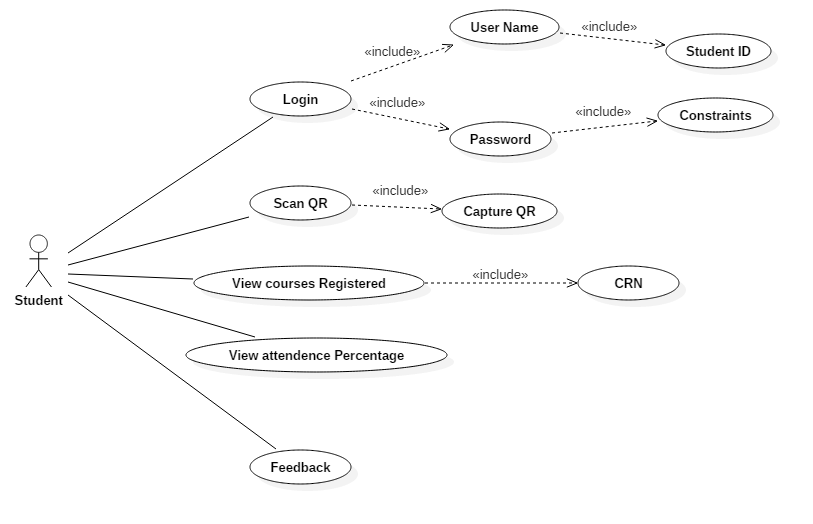 User Name
«include»
Student ID
«include»
Login
«include»
Password
«include»
Constraints
Scan QR
«include»
Capture QR
Student
View courses Registered
«include»
CRN
View attendence Percentage
Feedback